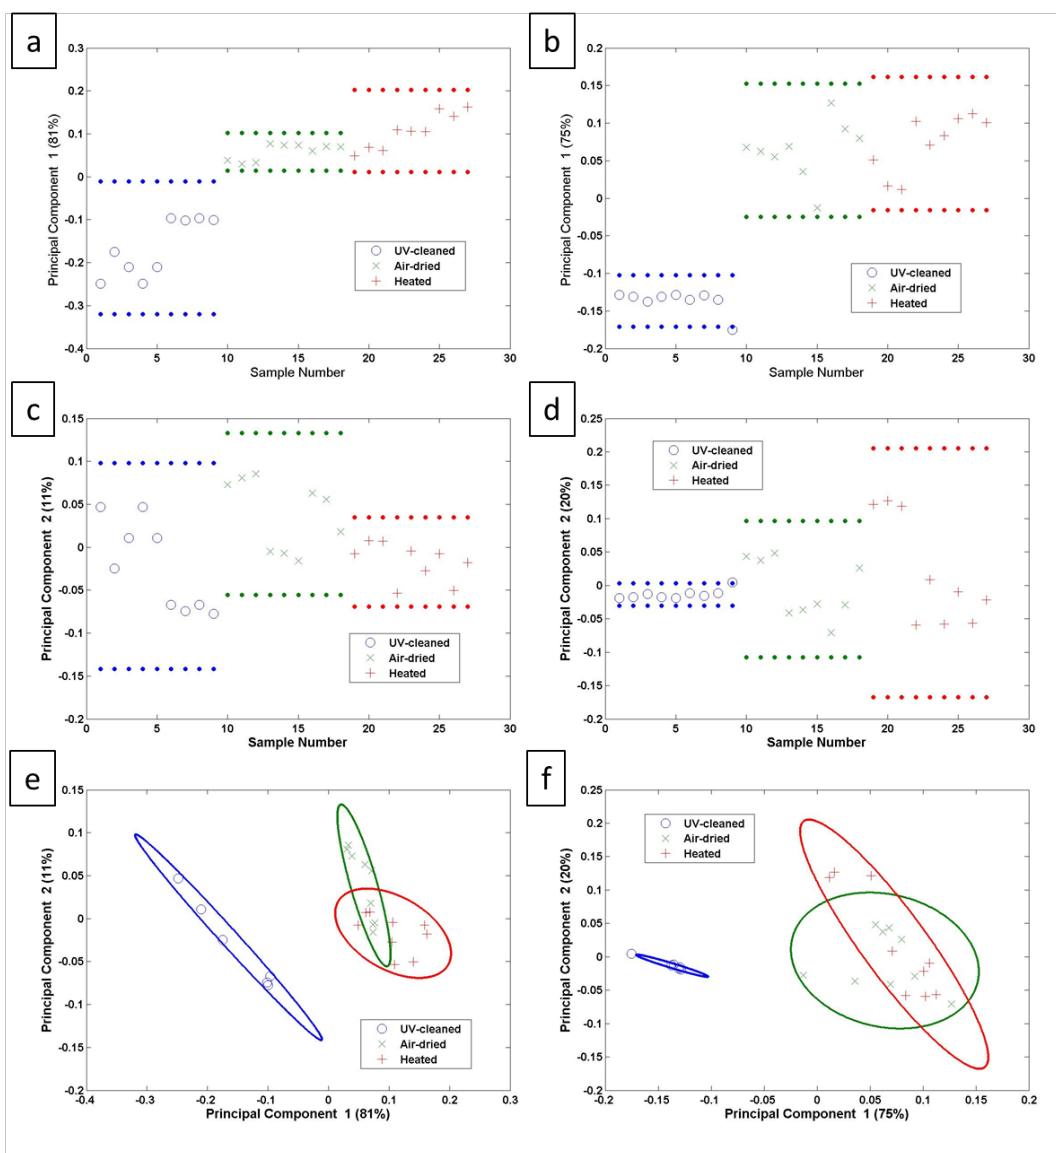 a
0.3
0.2
0.1
0
-0.1
-0.2
-0.3
-0.4
0 5 10 15 20 25 30
Principal Component 1 (81%)
Sample Number
UV-cleaned
Air-dried
Heated
b
0.2
0.15
0.1
0.05
0
-0.05
-0.1
-0.15
-0.2
0 5 10 15 20 25 30
Principal Component 1 (75%)
Sample Number
UV-cleaned
Air-dried
Heated
c
0.15
0.1
0.05
0
-0.05
-0.1
-0.15
-0.2
0 5 10 15 20 25 30
Principal Component 2 (11%)
Sample Number
UV-cleaned
Air-dried
Heated
d
0.25
0.2
0.15
0.1
0.05
0
-0.05
-0.1
-0.15
-0.2
0 5 10 15 20 25 30
Principal Component 2 (20%)
Sample Number
UV-cleaned
Air-dried
Heated
e
0.15
0.1
0.05
0
-0.05
-0.1
-0.15
-0.2
-0.4 -0.3 -0.2 -0.1 0 0.1 0.2 0.3
Principal Component 2 (11%)
Principal Component 1 (81%)
UV-cleaned
Air-dried
Heated
f
0.25
0.2
0.15
0.1
0.05
0
-0.05
-0.1
-0.15
-0.2
-0.2 -0.15 -0.1 -0.05 0 0.05 0.1 0.15 0.2
Principal Component 2 (20%)
Principal Component 1 (75%)
UV-cleaned
Air-dried
Heated